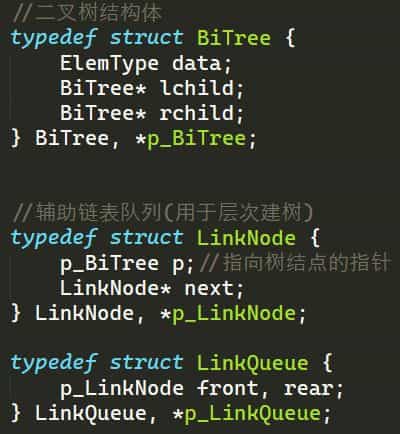 //二叉树结构体
typedef struct BiTree {
    ElemType data;
    BiTree* lchild;
    BiTree* rchild;
} BiTree, *p_BiTree;
//辅助链表队列(用于层次建树)
typedef struct LinkNode {
    p_BiTree p;//指向树结点的指针
    LinkNode* next;
} LinkNode, *p_LinkNode;
typedef struct LinkQueue {
    p_LinkNode front, rear;
} LinkQueue, *p_LinkQueue;